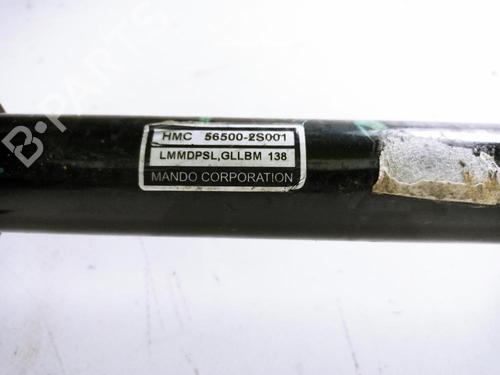 B-PARTS
HMC 56500-2S001
LMMDPSL,GLLBM 138
MANDO CORPORATION